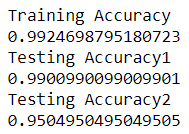 Training Accuracy
0.9924698795180723
Testing Accuracy1
0.9900990099009901
Testing Accuracy2
0.9504950495049505